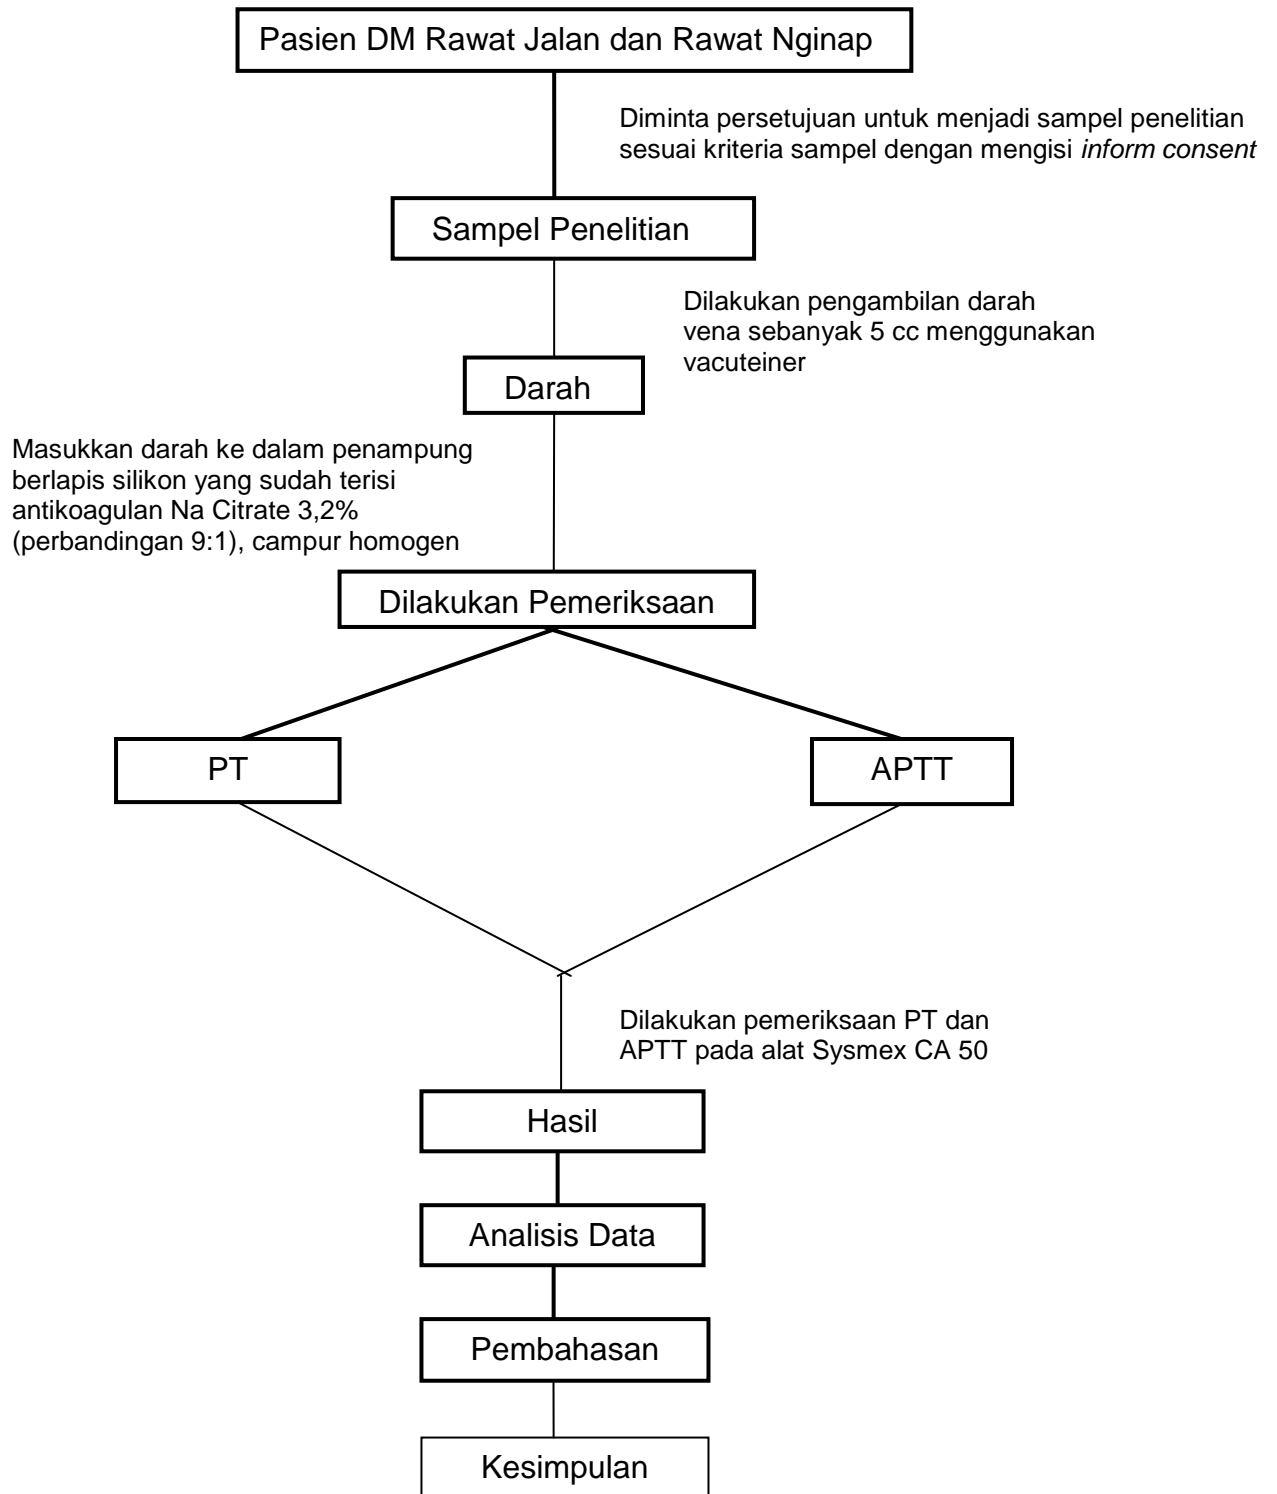 Pasien DM Rawat Jalan dan Rawat Nginap
Diminta persetujuan untuk menjadi sampel penelitian
sesuai kriteria sampel dengan mengisi inform consent
Sampel Penelitian
Dilakukan pengambilan darah
vena sebanyak 5 cc menggunakan
vacuteiner
Darah
Masukkan darah ke dalam penampung
berlapis silikon yang sudah terisi
antikoagulan Na Citrate 3,2%
(perbandingan 9:1), campur homogen
Dilakukan Pemeriksaan
PT
APTT
Dilakukan pemeriksaan PT dan
APTT pada alat Sysmex CA 50
Hasil
Analisis Data
Pembahasan
Kesimpulan